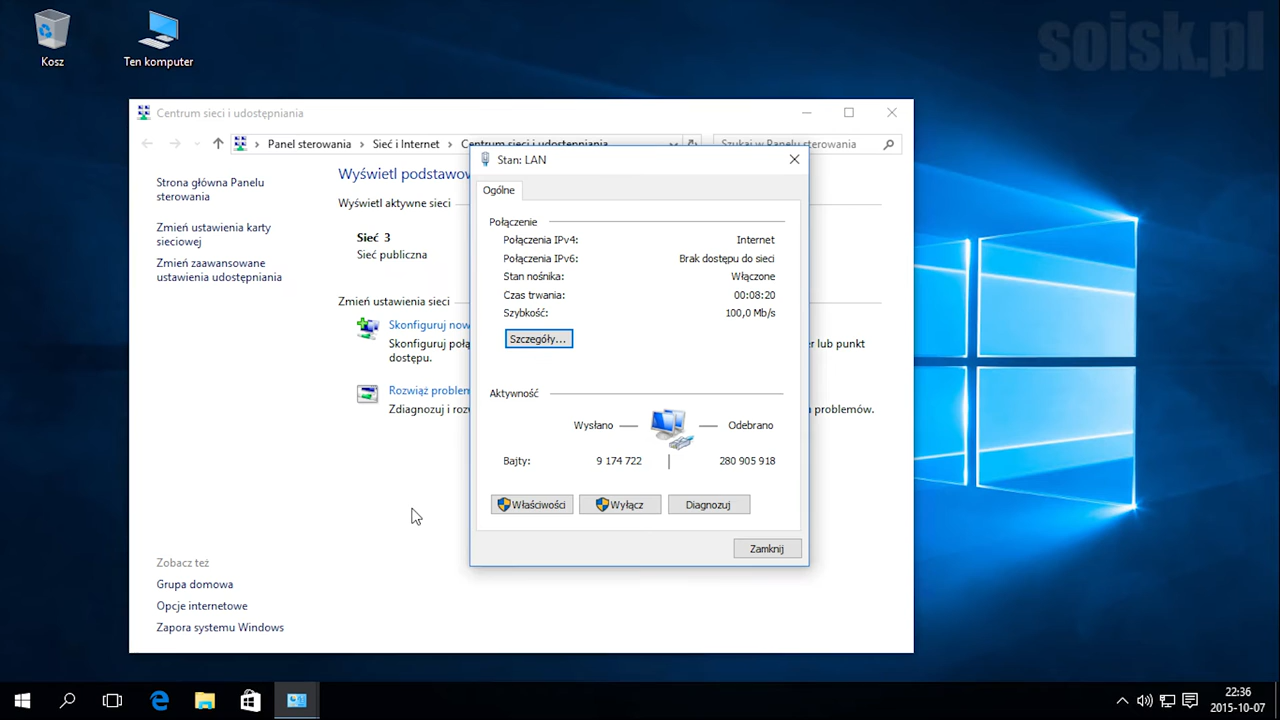 soisk.pl
Kosz
Ten komputer
Centrum sieci i udostępniania
Panel sterowania
Sieć i Internet
Centrum sieci i udostępniania
Szukaj w Panelu sterowania
Strona główna Panelu
sterowania
Zmień ustawienia karty
sieciowej
Zmień zaawansowane
ustawienia udostępniania
Zobacz też
Grupa domowa
Opcje internetowe
Zapora systemu Windows
Wyświetl podstawow
Wyświetl aktywne sieci
Sieć 3
Sieć publiczna
Zmień ustawienia sieci
Skonfiguruj now
Skonfiguruj połą
er lub punkt
dostępu.
Rozwiąż problem
Zdiagnozuj i rozw
problemów.
Stan: LAN
Ogólne
Połączenie
Połączenia IPv4: Internet
Połączenia IPv6: Brak dostępu do sieci
Stan nośnika: Włączone
Czas trwania: 00:08:20
Szybkość: 100,0 Mb/s
Szczegóły...
Aktywność
Wysłano — — Odebrano
Bajty: 9 174 722 | 280 905 918
Właściwości Wyłącz Diagnozuj
Zamknij
22:36
2015-10-07